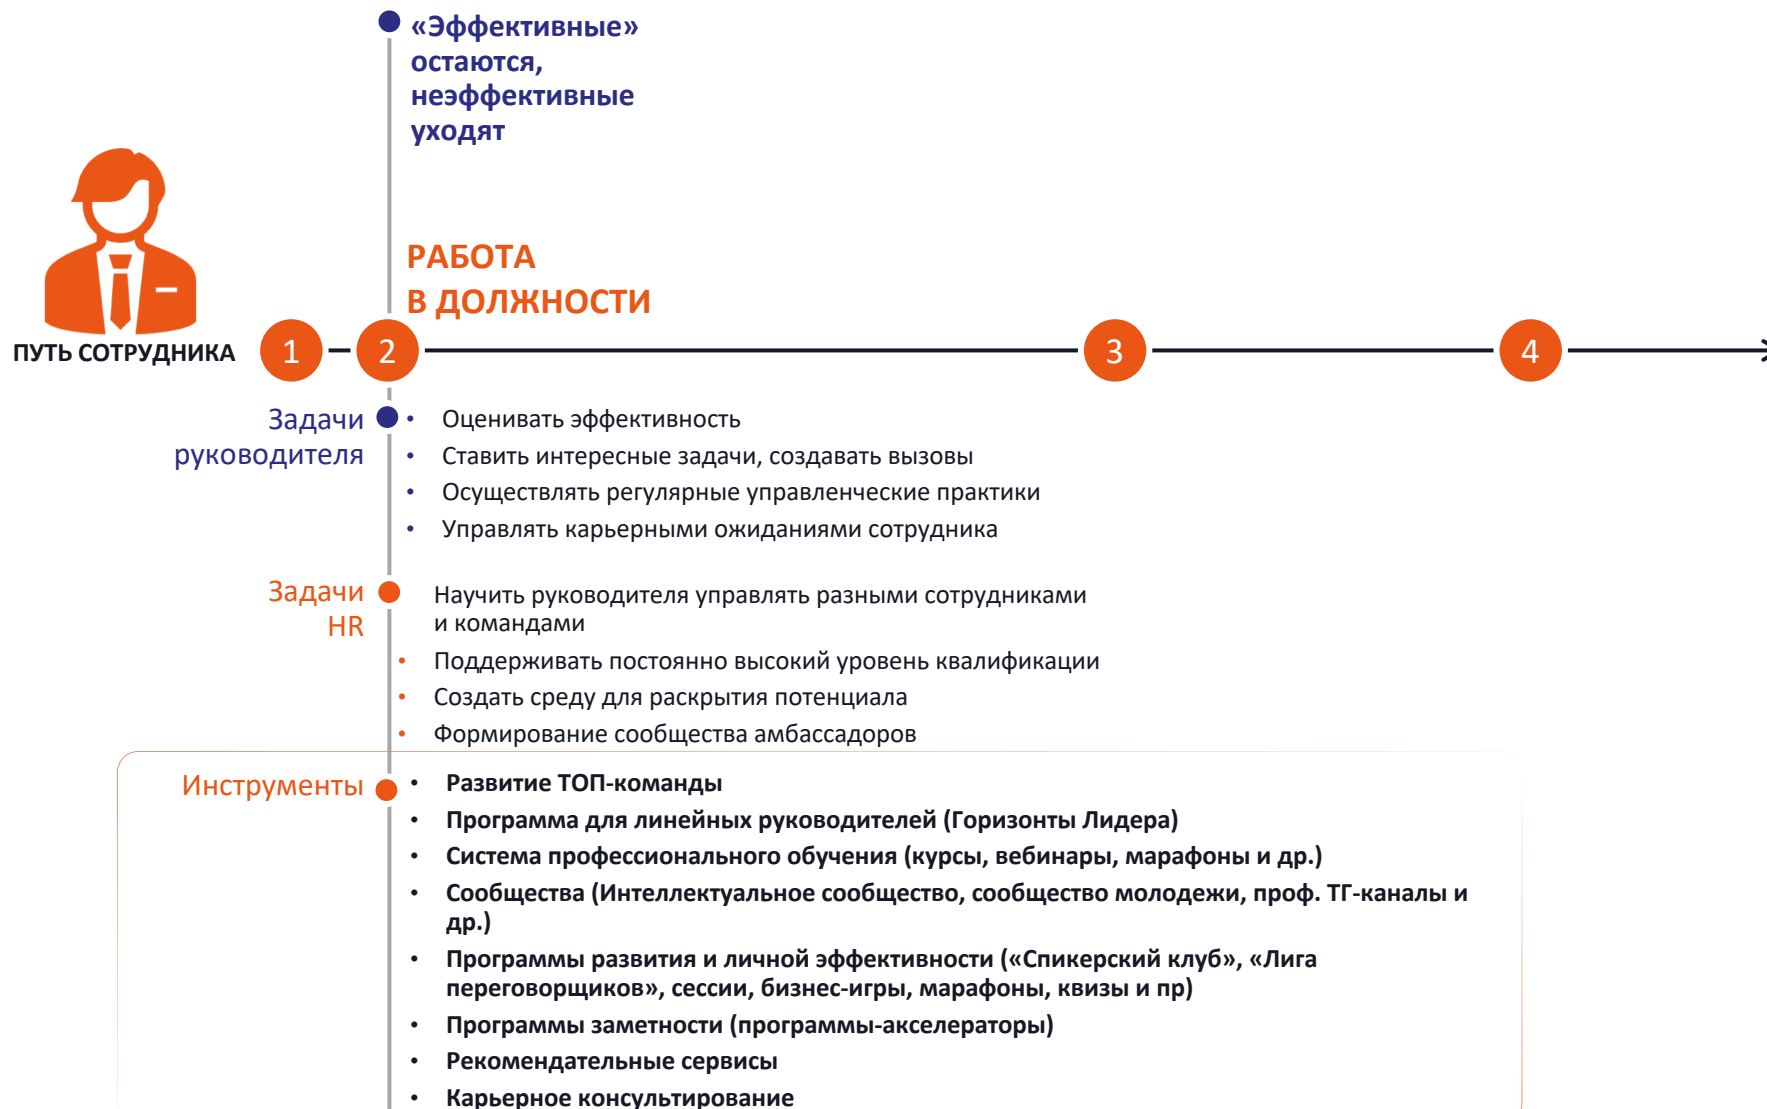 «Эффективные»
остаются,
неэффективные
уходят
РАБОТА
В ДОЛЖНОСТИ
ПУТЬ СОТРУДНИКА
1
2
3
4
Задачи
руководителя
• Оценивать эффективность
• Ставить интересные задачи, создавать вызовы
• Осуществлять регулярные управленческие практики
• Управлять карьерными ожиданиями сотрудника
Задачи
HR
Научить руководителя управлять разными сотрудниками
и командами
• Поддерживать постоянно высокий уровень квалификации
• Создать среду для раскрытия потенциала
• Формирование сообщества амбассадоров
Инструменты
• Развитие ТОП-команды
• Программа для линейных руководителей (Горизонты Лидера)
• Система профессионального обучения (курсы, вебинары, марафоны и др.)
• Сообщества (Интеллектуальное сообщество, сообщество молодежи, проф. ТГ-каналы и
др.)
• Программы развития и личной эффективности («Спикерский клуб», «Лига
переговорщиков», сессии, бизнес-игры, марафоны, квизы и пр)
• Программы заметности (программы-акселераторы)
• Рекомендательные сервисы
• Карьерное консультирование